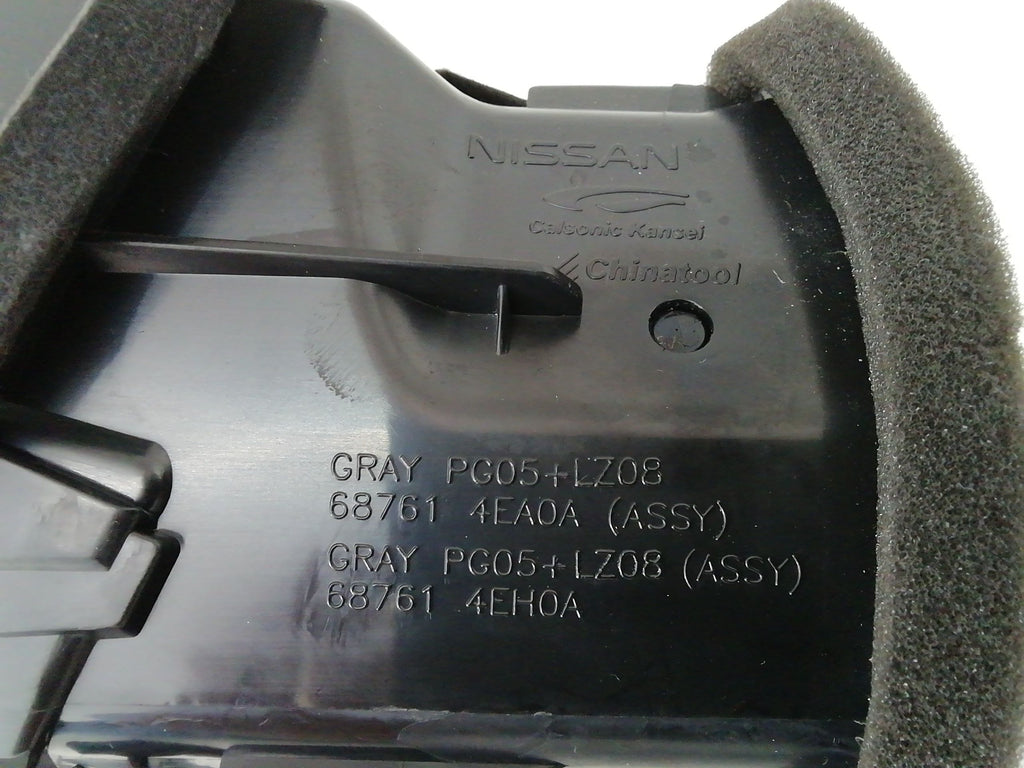 NISSAN
Calsonic Kansei
Chinatool
GRAY PG05+LZ08
68761 4EA0A (ASSY)
GRAY PG05+LZ08 (ASSY)
68761 4EH0A